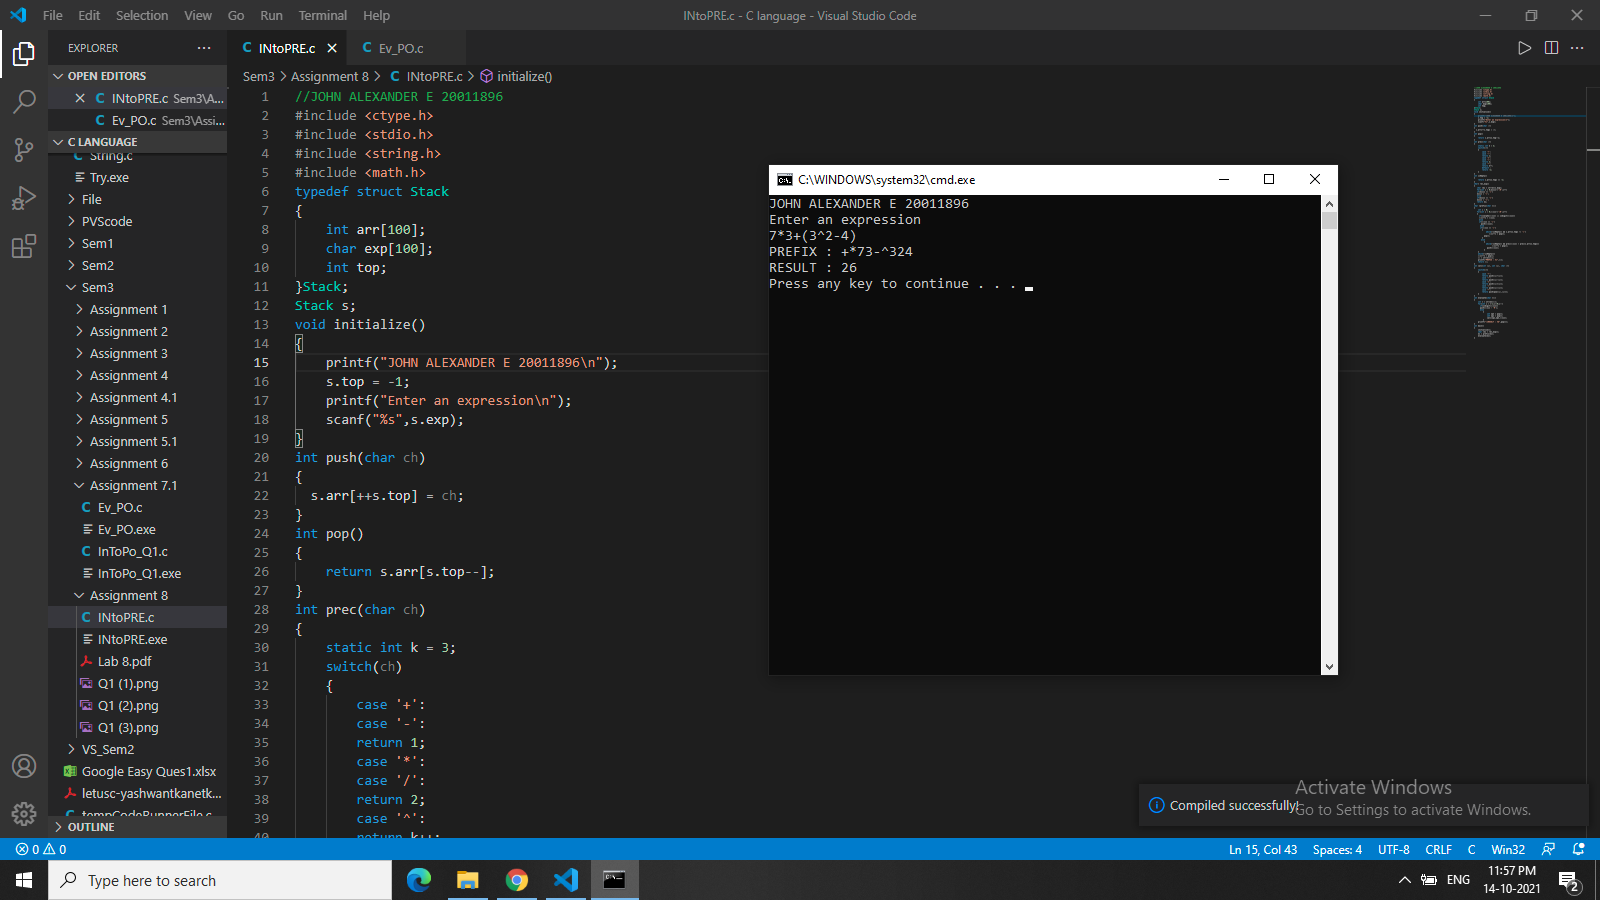 File Edit Selection View Go Run Terminal Help
INtoPRE.c - C language - Visual Studio Code
EXPLORER
OPEN EDITORS
INtoPRE.c Sem3\A...
Ev_PO.c Sem3\Assi...
C LANGUAGE
String.c
Try.exe
File
PVScode
Sem1
Sem2
Sem3
Assignment 1
Assignment 2
Assignment 3
Assignment 4
Assignment 4.1
Assignment 5
Assignment 5.1
Assignment 6
Assignment 7.1
Ev_PO.c
Ev_PO.exe
InToPo_Q1.c
InToPo_Q1.exe
Assignment 8
INtoPRE.c
INtoPRE.exe
Lab 8.pdf
Q1 (1).png
Q1 (2).png
Q1 (3).png
VS_Sem2
Google Easy Ques1.xlsx
letusc-yashwantkanetk...
tempCodeRunnerFile.c
OUTLINE
INtoPRE.c Ev_PO.c
Sem3 > Assignment 8 > C INtoPRE.c > initialize()
1 //JOHN ALEXANDER E 20011896
2 #include <ctype.h>
3 #include <stdio.h>
4 #include <string.h>
5 #include <math.h>
6 typedef struct Stack
7 {
8 int arr[100];
9 char exp[100];
10 int top;
11 }Stack;
12 Stack s;
13 void initialize()
14 {
15 printf("JOHN ALEXANDER E 20011896\n");
16 s.top = -1;
17 printf("Enter an expression\n");
18 scanf("%s",s.exp);
19 }
20 int push(char ch)
21 {
22 s.arr[++s.top] = ch;
23 }
24 int pop()
25 {
26 return s.arr[s.top--];
27 }
28 int prec(char ch)
29 {
30 static int k = 3;
31 switch(ch)
32 {
33 case '+':
34 case '-':
35 return 1;
36 case '*':
37 case '/':
38 return 2;
39 case '^':
40 return k++;
C:\WINDOWS\system32\cmd.exe
JOHN ALEXANDER E 20011896
Enter an expression
7*3+(3^2-4)
PREFIX : +*73-^324
RESULT : 26
Press any key to continue . . .
Activate Windows
Go to Settings to activate Windows.
Compiled successfully!
0 0
Ln 15, Col 43 Spaces: 4 UTF-8 CRLF C Win32
Type here to search
ENG
11:57 PM
14-10-2021
2